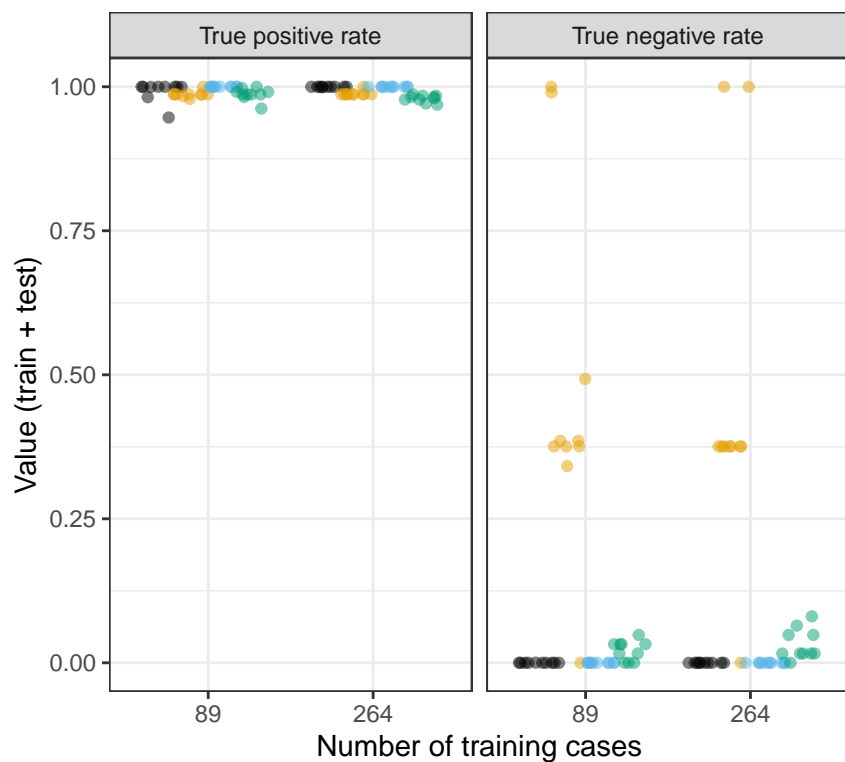 True positive rate
True negative rate
Value (train + test)
1.00
0.75
0.50
0.25
0.00
89
264
89
264
Number of training cases